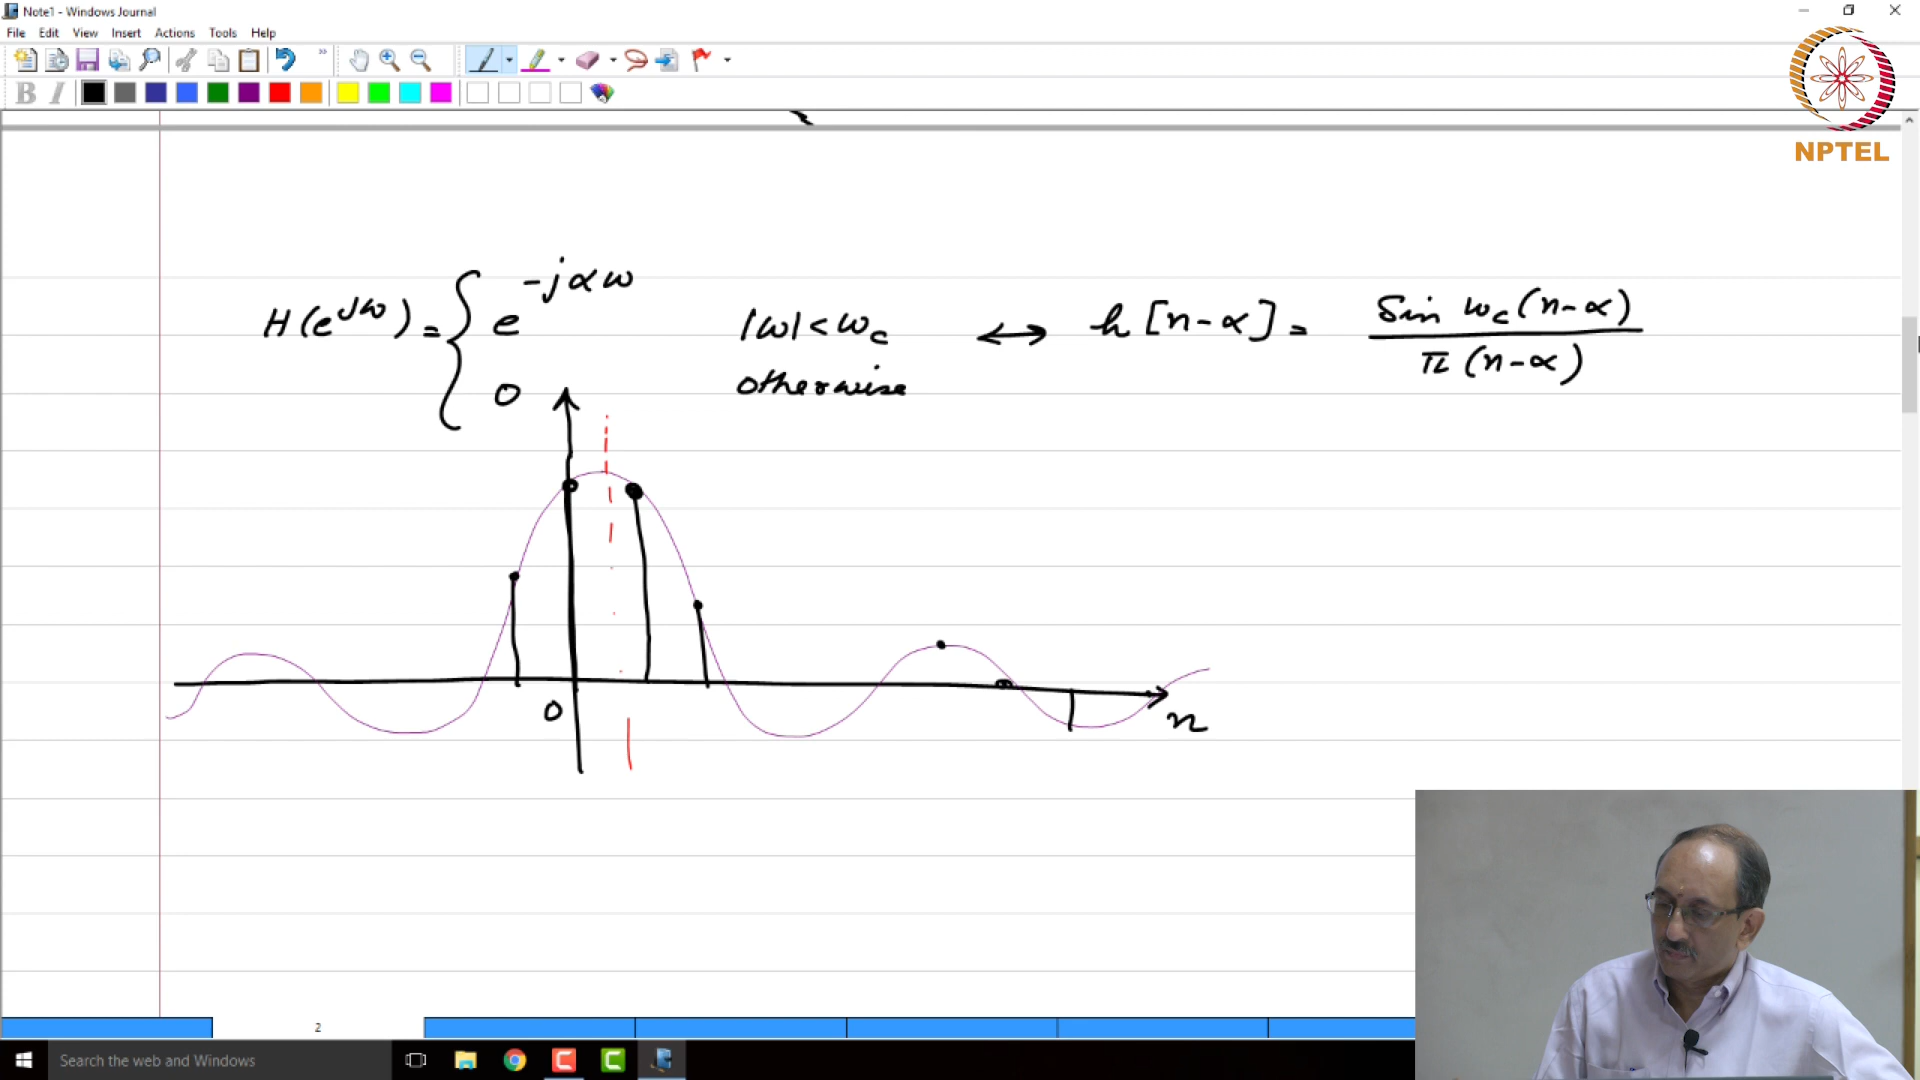 Note1 - Windows Journal
File Edit View Insert Actions Tools Help
B I
NPTEL
H(e^{jω}) = { e^{-jαω} |ω| < ω_c ↔ h[n-α] = \frac{Sin ω_c(n-α)}{π(n-α)}
0 otherwise
0
n
2
Search the web and Windows